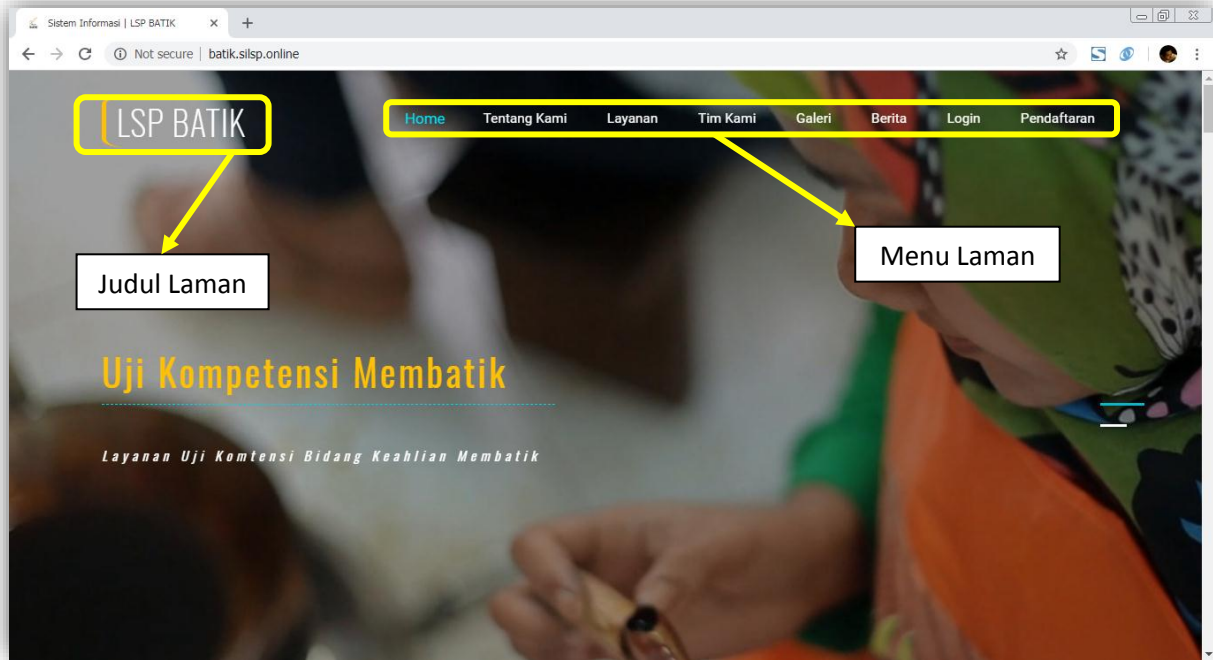 Sistem Informasi | LSP BATIK
Not secure | batik.silsp.online
LSP BATIK
Home Tentang Kami Layanan Tim Kami Galeri Berita Login Pendaftaran
Judul Laman
Menu Laman
Uji Kompetensi Membatik
Layanan Uji Komtensi Bidang Keahlian Membatik